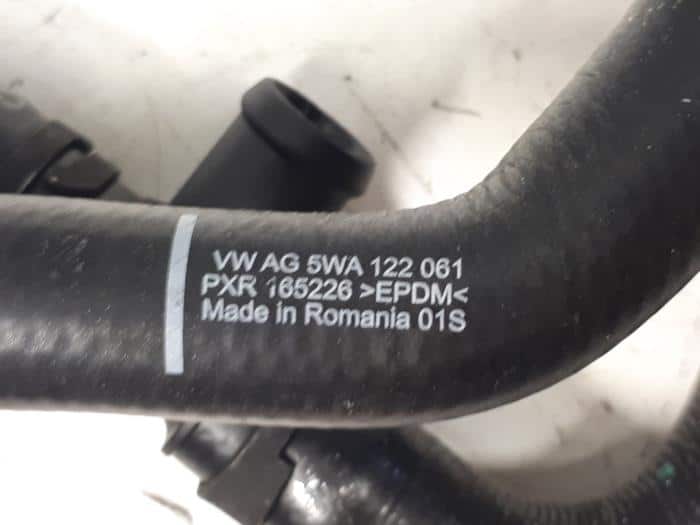 VW AG 5WA 122 061
PXR 165226 >EPDM<
Made in Romania 01S